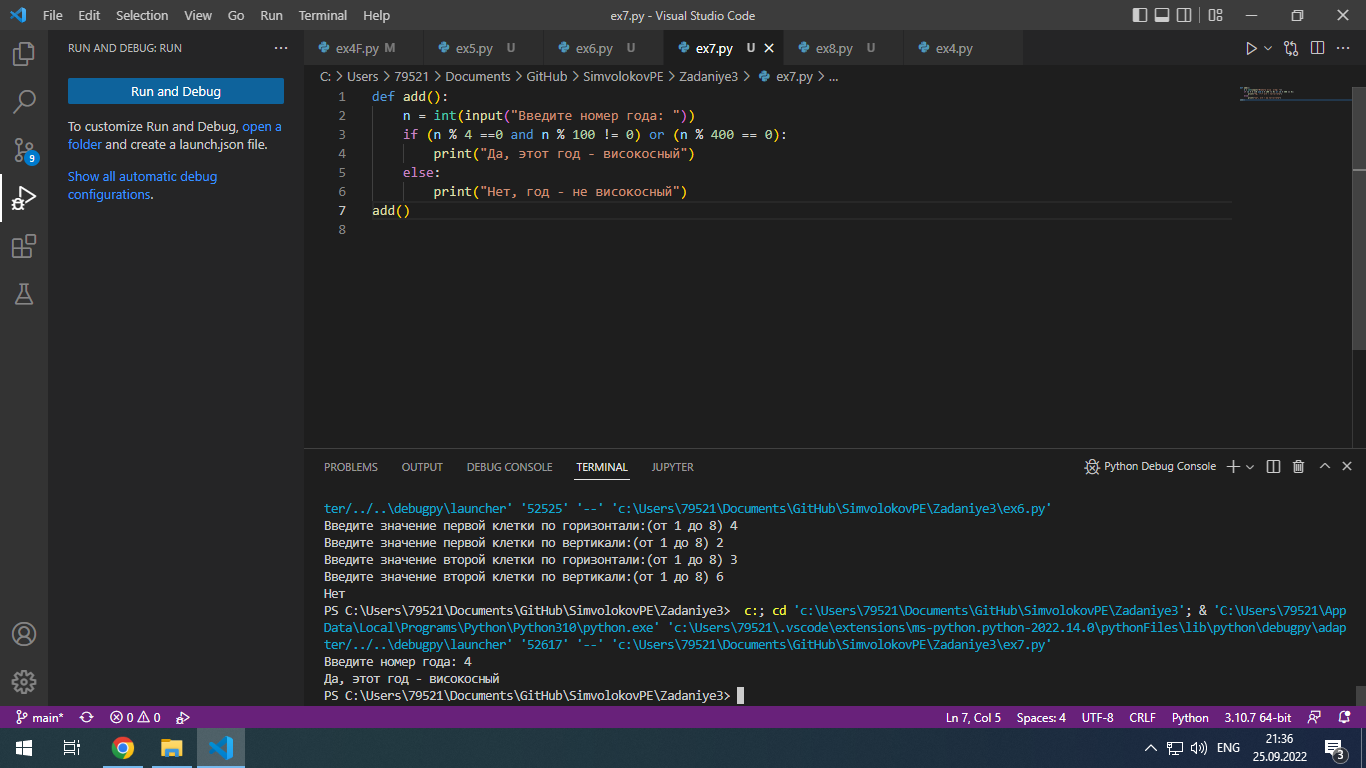 File Edit Selection View Go Run Terminal Help
ex7.py - Visual Studio Code
RUN AND DEBUG: RUN
Run and Debug
To customize Run and Debug, open a
folder and create a launch.json file.
Show all automatic debug
configurations.
9
ex4F.py M
ex5.py U
ex6.py U
ex7.py U
ex8.py U
ex4.py
C: > Users > 79521 > Documents > GitHub > SimvolokovPE > Zadaniye3 > ex7.py > ...
1 def add():
2     n = int(input("Введите номер года: "))
3     if (n % 4 ==0 and n % 100 != 0) or (n % 400 == 0):
4         print("Да, этот год - високосный")
5     else:
6         print("Нет, год - не високосный")
7 add()
8
PROBLEMS OUTPUT DEBUG CONSOLE TERMINAL JUPYTER
Python Debug Console
ter/../..\debugpy\launcher' '52525' '--' 'c:\Users\79521\Documents\GitHub\SimvolokovPE\Zadaniye3\ex6.py'
Введите значение первой клетки по горизонтали:(от 1 до 8) 4
Введите значение первой клетки по вертикали:(от 1 до 8) 2
Введите значение второй клетки по горизонтали:(от 1 до 8) 3
Введите значение второй клетки по вертикали:(от 1 до 8) 6
Нет
PS C:\Users\79521\Documents\GitHub\SimvolokovPE\Zadaniye3>  c:; cd 'c:\Users\79521\Documents\GitHub\SimvolokovPE\Zadaniye3'; & 'C:\Users\79521\App
Data\Local\Programs\Python\Python310\python.exe' 'c:\Users\79521\.vscode\extensions\ms-python.python-2022.14.0\pythonFiles\lib\python\debugpy\adap
ter/../..\debugpy\launcher' '52617' '--' 'c:\Users\79521\Documents\GitHub\SimvolokovPE\Zadaniye3\ex7.py'
Введите номер года: 4
Да, этот год - високосный
PS C:\Users\79521\Documents\GitHub\SimvolokovPE\Zadaniye3>
main* 0 0
Ln 7, Col 5 Spaces: 4 UTF-8 CRLF Python 3.10.7 64-bit
ENG
21:36
25.09.2022
3